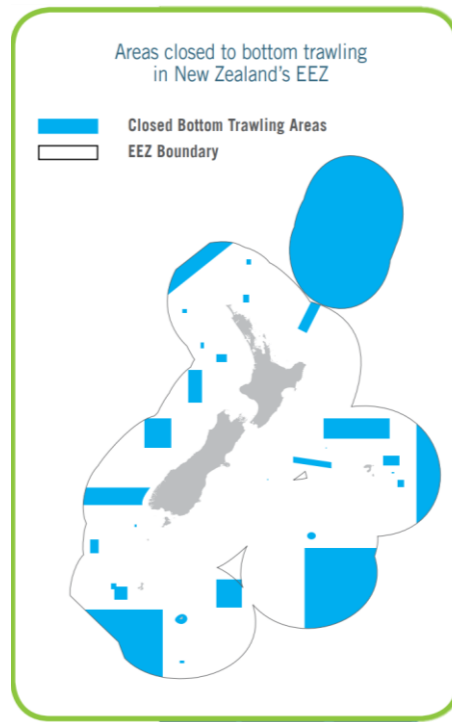 Areas closed to bottom trawling
in New Zealand's EEZ
Closed Bottom Trawling Areas
EEZ Boundary